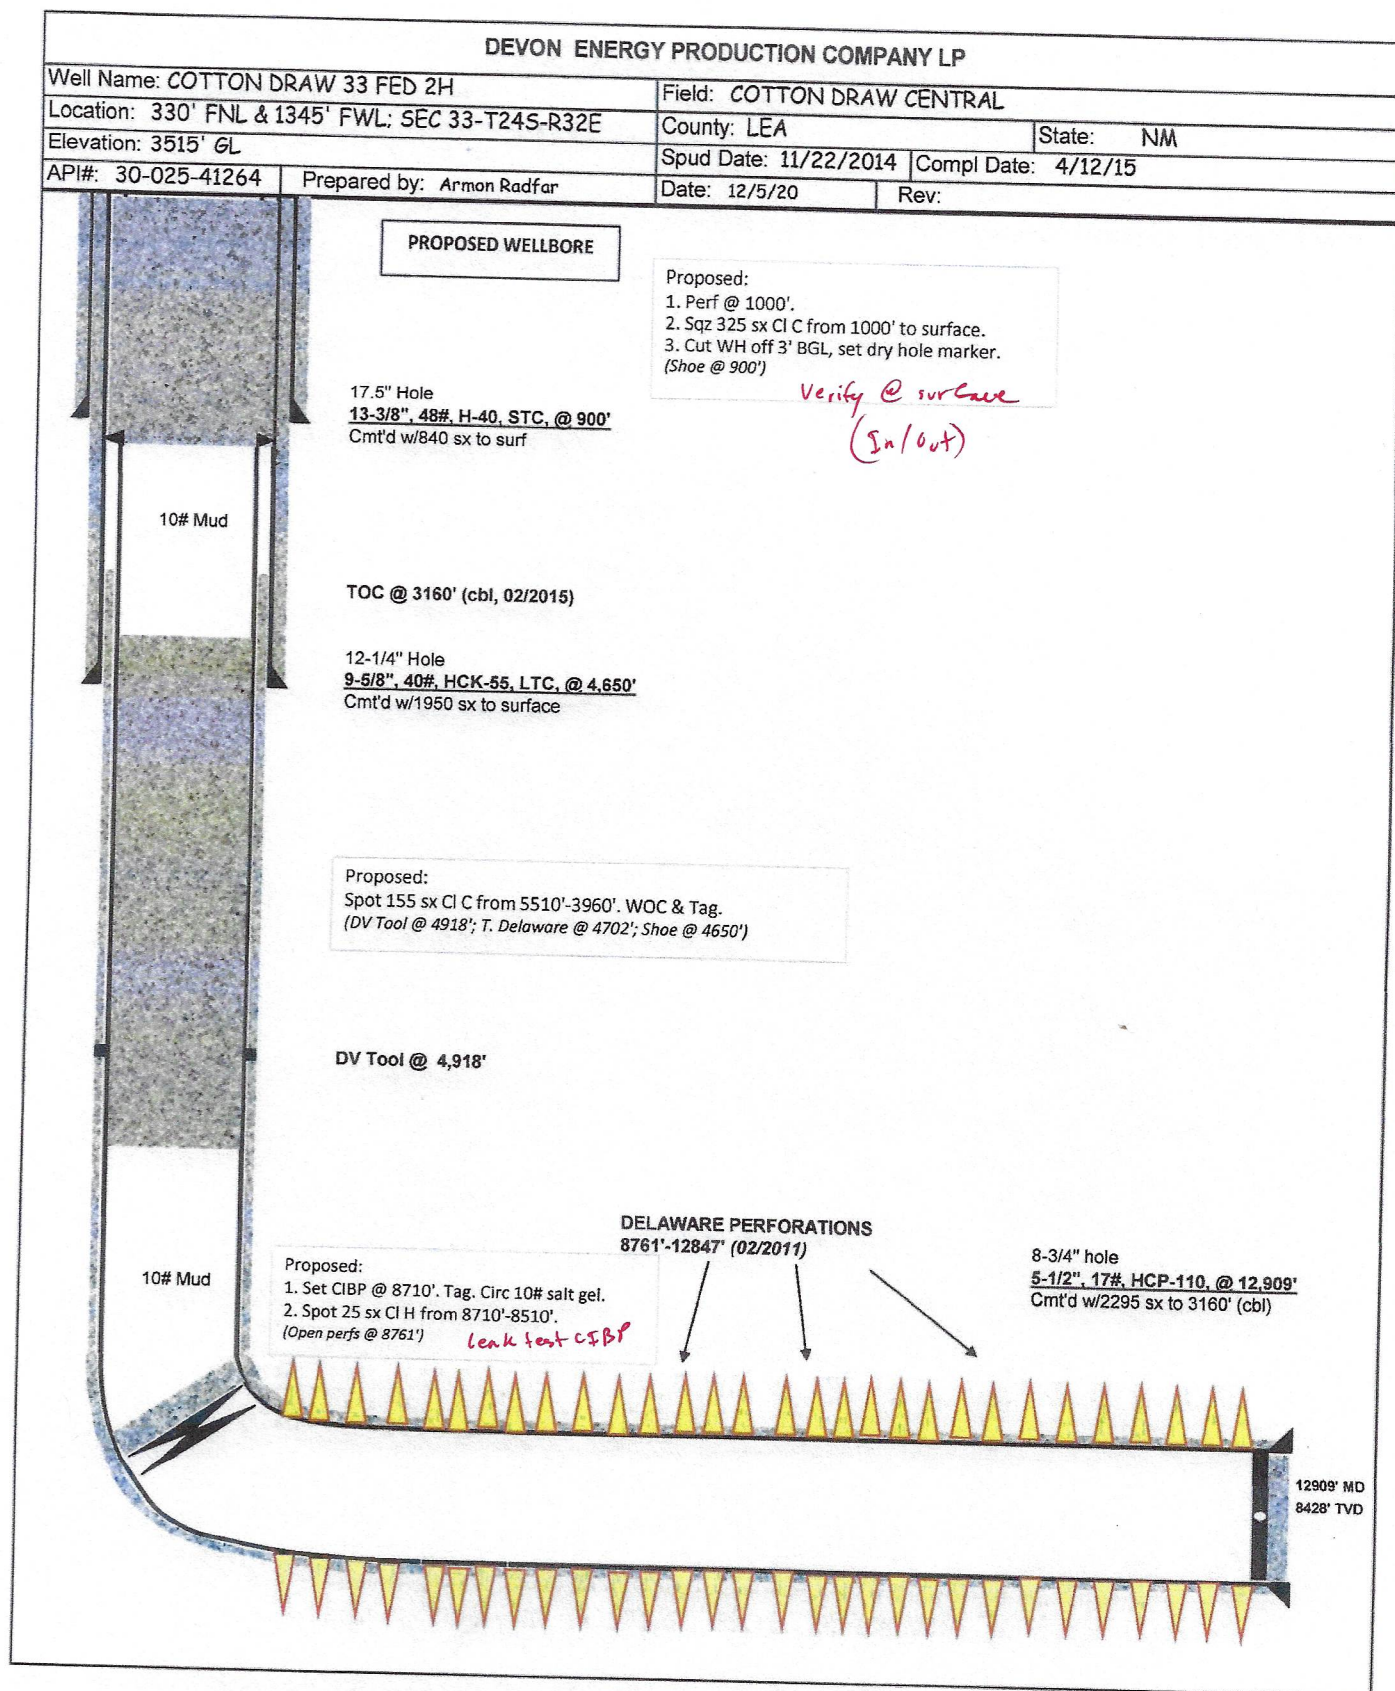 DEVON ENERGY PRODUCTION COMPANY LP
Well Name: COTTON DRAW 33 FED 2H
Field: COTTON DRAW CENTRAL
Location: 330' FNL & 1345' FWL; SEC 33-T24S-R32E
County: LEA
State: NM
Elevation: 3515' GL
Spud Date: 11/22/2014
Compl Date: 4/12/15
API#: 30-025-41264
Prepared by: Armon Radfar
Date: 12/5/20
Rev:
PROPOSED WELLBORE
Proposed:
1. Perf @ 1000'.
2. Sqz 325 sx Cl C from 1000' to surface.
3. Cut WH off 3' BGL, set dry hole marker.
(Shoe @ 900')
Verify @ surface
(In/Out)
17.5" Hole
13-3/8", 48#, H-40, STC, @ 900'
Cmt'd w/840 sx to surf
10# Mud
TOC @ 3160' (cbl, 02/2015)
12-1/4" Hole
9-5/8", 40#, HCK-55, LTC, @ 4,650'
Cmt'd w/1950 sx to surface
Proposed:
Spot 155 sx Cl C from 5510'-3960'. WOC & Tag.
(DV Tool @ 4918'; T. Delaware @ 4702'; Shoe @ 4650')
DV Tool @ 4,918'
DELAWARE PERFORATIONS
8761'-12847' (02/2011)
8-3/4" hole
5-1/2", 17#, HCP-110, @ 12,909'
Cmt'd w/2295 sx to 3160' (cbl)
10# Mud
Proposed:
1. Set CIBP @ 8710'. Tag. Circ 10# salt gel.
2. Spot 25 sx Cl H from 8710'-8510'.
(Open perfs @ 8761')
leak test CIBP
12909' MD
8428' TVD